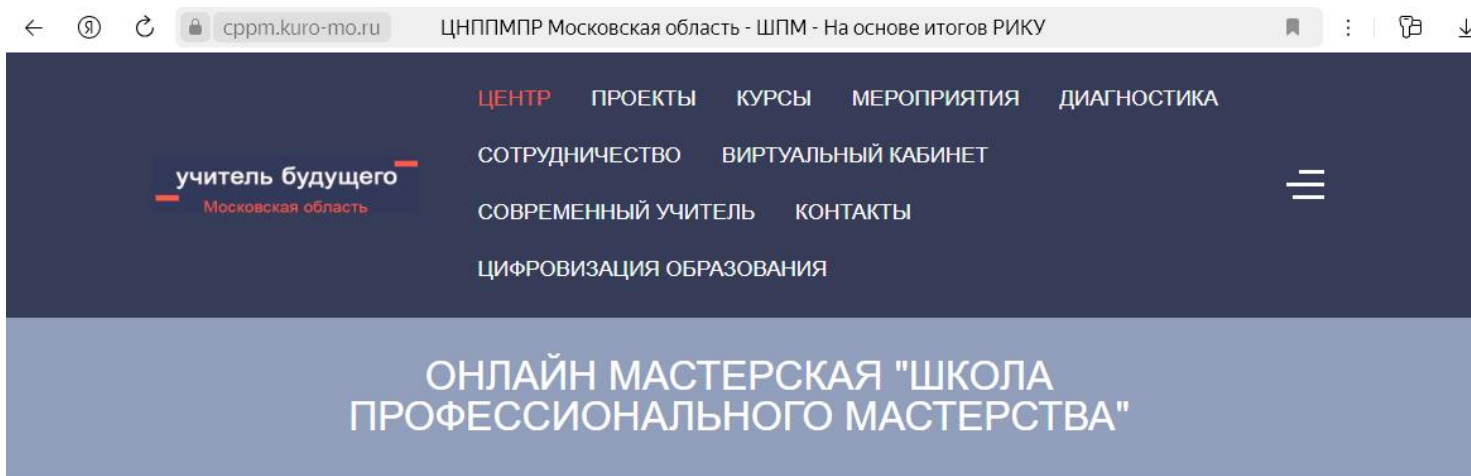 cppm.kuro-mo.ru ЦНППМПР Московская область - ШПМ - На основе итогов РИКУ
ЦЕНТР ПРОЕКТЫ КУРСЫ МЕРОПРИЯТИЯ ДИАГНОСТИКА
СОТРУДНИЧЕСТВО ВИРТУАЛЬНЫЙ КАБИНЕТ
учитель будущего
Московская область
СОВРЕМЕННЫЙ УЧИТЕЛЬ КОНТАКТЫ
ЦИФРОВИЗАЦИЯ ОБРАЗОВАНИЯ
ОНЛАЙН МАСТЕРСКАЯ "ШКОЛА
ПРОФЕССИОНАЛЬНОГО МАСТЕРСТВА"